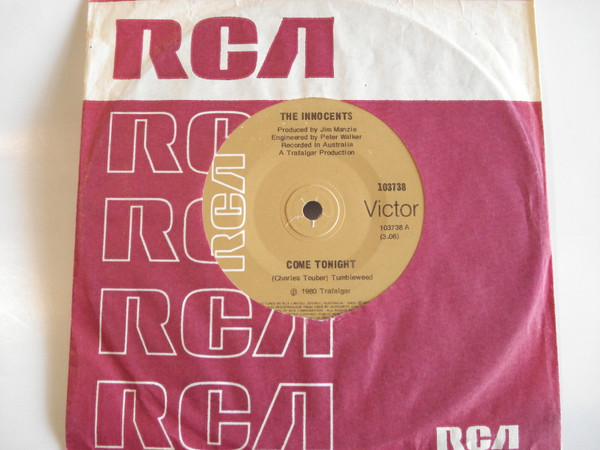 RCA
RCA
RCA
RCA
RCA
RCA
THE INNOCENTS
Produced by Jim Manzie
Engineered by Peter Walker
Recorded in Australia
A Trafalgar Production
RCA
103738
Victor
103738 A
(3.06)
COME TONIGHT
(Charles Touber) Tumbleweed
℗ 1980 Trafalgar